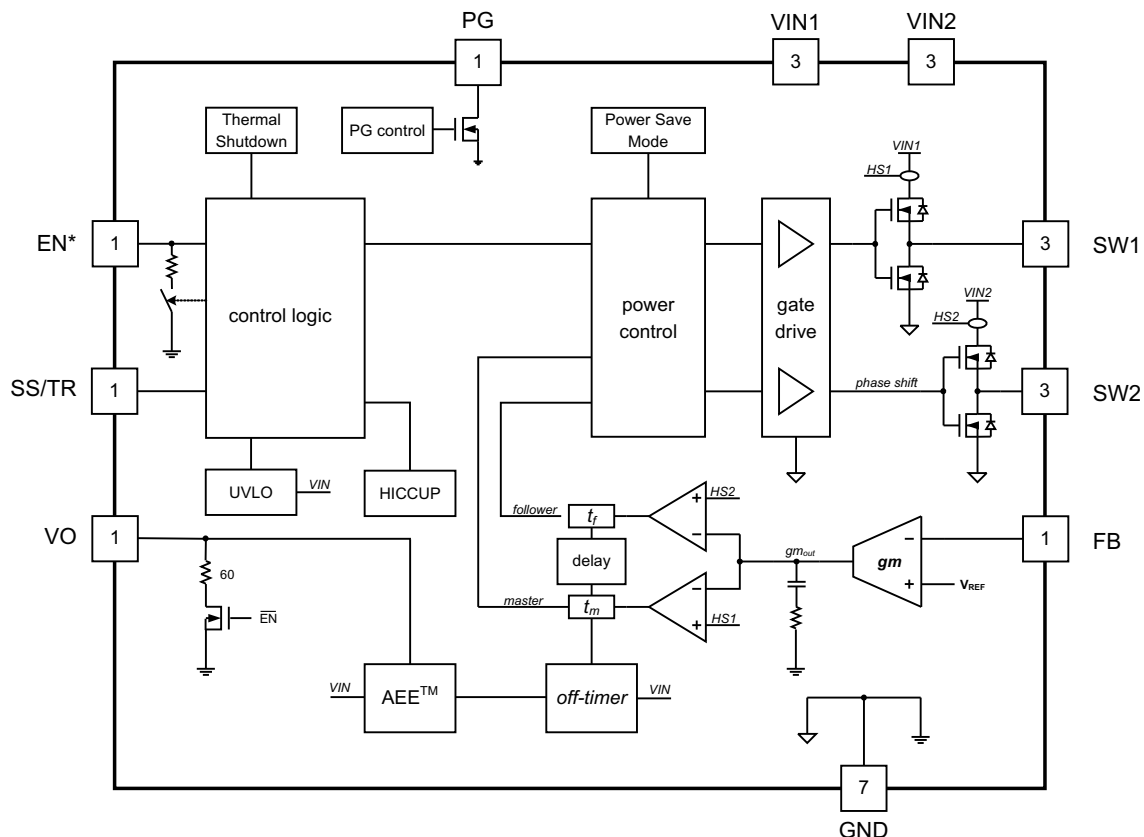 PG
VIN1
VIN2
1
3
3
Thermal
Shutdown
PG control
Power Save
Mode
VIN1
HS1
EN*
1
3
SW1
control logic
power
control
gate
drive
VIN2
HS2
SS/TR
1
phase shift
3
SW2
UVLO
VIN
HICCUP
HS2
+
follower
tf
VO
1
−
−
1
FB
gmout
gm
delay
60
+
VREF
master
tm
−
EN
+
HS1
VIN
AEE™
off-timer
VIN
7
GND